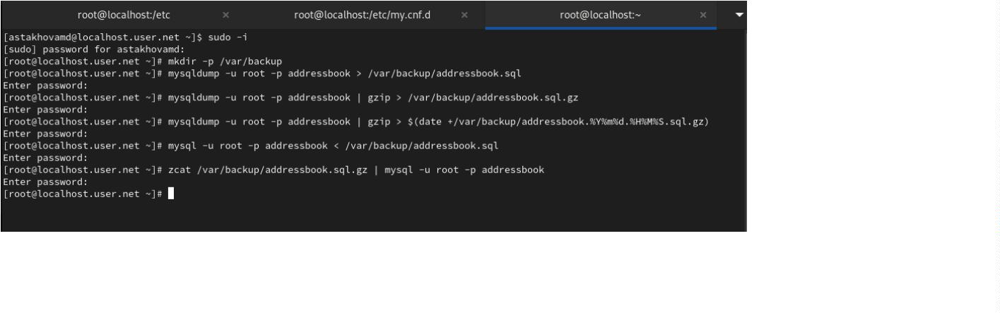 root@localhost:/etc × root@localhost:/etc/my.cnf.d × root@localhost:~ ×
[astakhovamd@localhost.user.net ~]$ sudo -i
[sudo] password for astakhovamd:
[root@localhost.user.net ~]# mkdir -p /var/backup
[root@localhost.user.net ~]# mysqldump -u root -p addressbook > /var/backup/addressbook.sql
Enter password:
[root@localhost.user.net ~]# mysqldump -u root -p addressbook | gzip > /var/backup/addressbook.sql.gz
Enter password:
[root@localhost.user.net ~]# mysqldump -u root -p addressbook | gzip > $(date +/var/backup/addressbook.%Y%m%d.%H%M%S.sql.gz)
Enter password:
[root@localhost.user.net ~]# mysql -u root -p addressbook < /var/backup/addressbook.sql
Enter password:
[root@localhost.user.net ~]# zcat /var/backup/addressbook.sql.gz | mysql -u root -p addressbook
Enter password:
[root@localhost.user.net ~]#